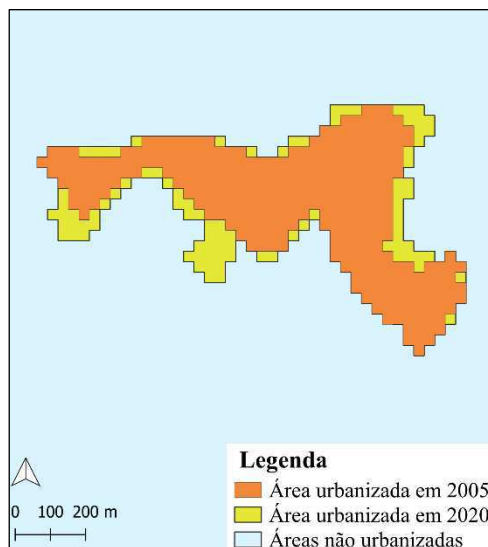 Legenda
Área urbanizada em 2005
Área urbanizada em 2020
Áreas não urbanizadas
0 100 200 m